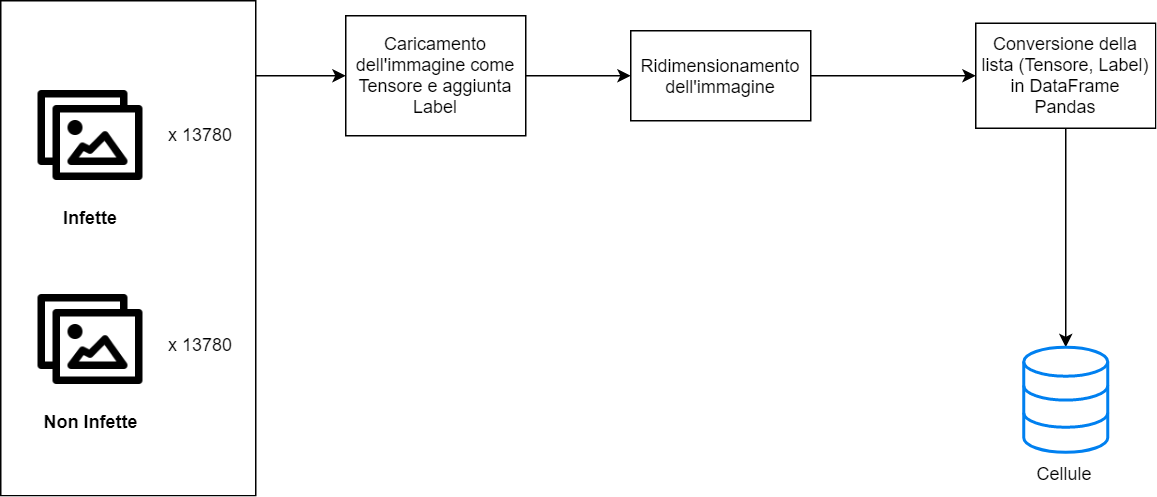 x 13780
Infette
x 13780
Non Infette
Caricamento
dell'immagine come
Tensore e aggiunta
Label
Ridimensionamento
dell'immagine
Conversione della
lista (Tensore, Label)
in DataFrame
Pandas
Cellule